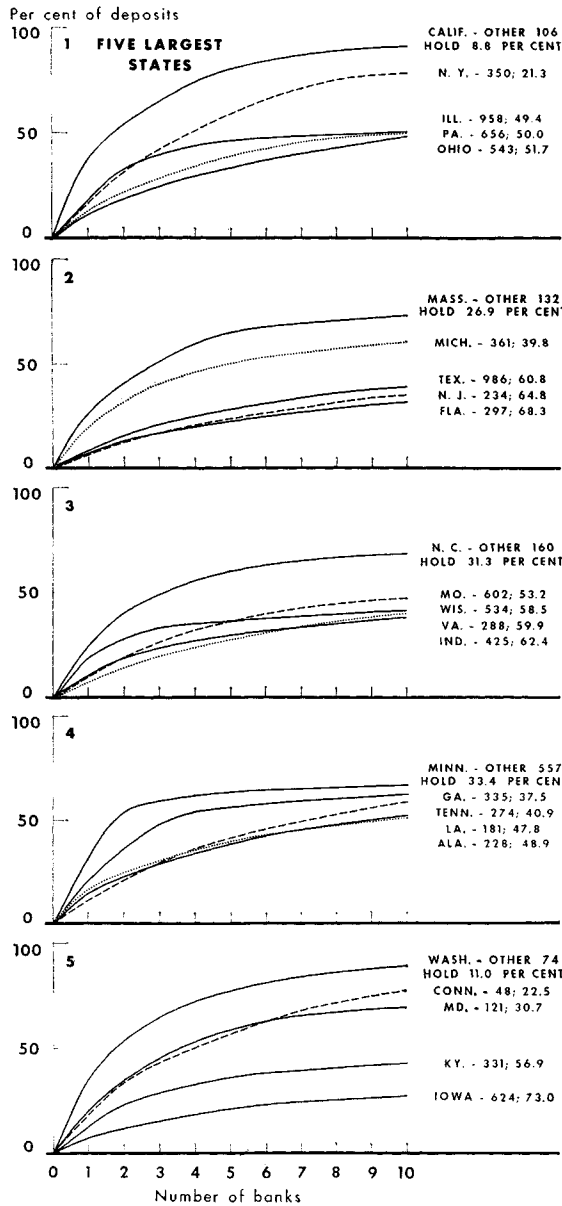 Per cent of deposits
100
1 FIVE LARGEST
STATES
CALIF. - OTHER 106
HOLD 8.8 PER CENT
N. Y. - 350; 21.3
50
ILL. - 958; 49.4
PA. - 656; 50.0
OHIO - 543; 51.7
0
100
2
MASS. - OTHER 132
HOLD 26.9 PER CENT
MICH. - 361; 39.8
50
TEX. - 986; 60.8
N. J. - 234; 64.8
FLA. - 297; 68.3
0
100
3
N. C. - OTHER 160
HOLD 31.3 PER CENT
50
MO. - 602; 53.2
WIS. - 534; 58.5
VA. - 288; 59.9
IND. - 425; 62.4
0
100
4
MINN. - OTHER 557
HOLD 33.4 PER CENT
GA. - 335; 37.5
50
TENN. - 274; 40.9
LA. - 181; 47.8
ALA. - 228; 48.9
0
100
5
WASH. - OTHER 74
HOLD 11.0 PER CENT
CONN. - 48; 22.5
MD. - 121; 30.7
50
KY. - 331; 56.9
IOWA - 624; 73.0
0
0 1 2 3 4 5 6 7 8 9 10
Number of banks